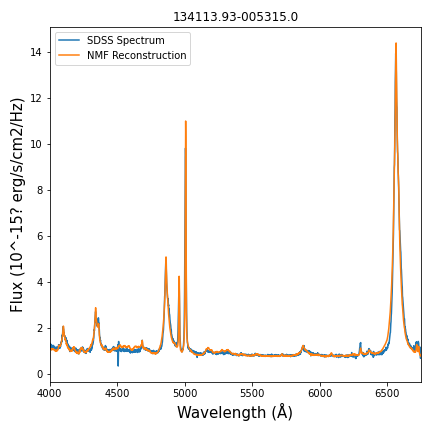 134113.93-005315.0
SDSS Spectrum
NMF Reconstruction
Flux (10^-15? erg/s/cm2/Hz)
14
12
10
8
6
4
2
0
4000 4500 5000 5500 6000 6500
Wavelength (Å)